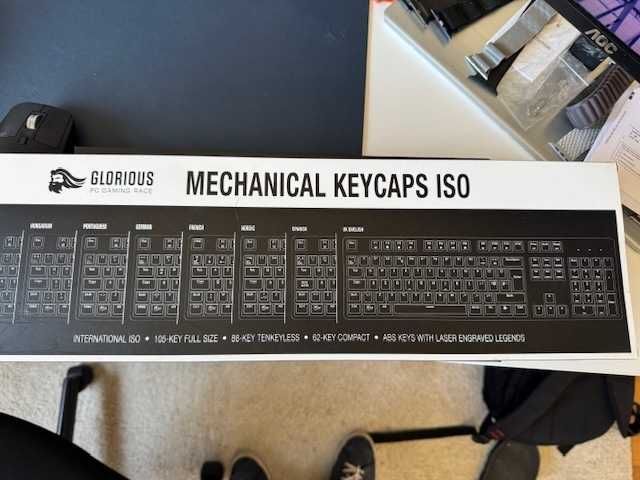 AOC
GLORIOUS
PC GAMING RACE
MECHANICAL KEYCAPS ISO
HUNGARIAN
PORTUGUESE
GERMAN
FRENCH
NORDIC
SPANISH
UK ENGLISH
INTERNATIONAL ISO • 105-KEY FULL SIZE • 88-KEY TENKEYLESS • 62-KEY COMPACT • ABS KEYS WITH LASER ENGRAVED LEGENDS